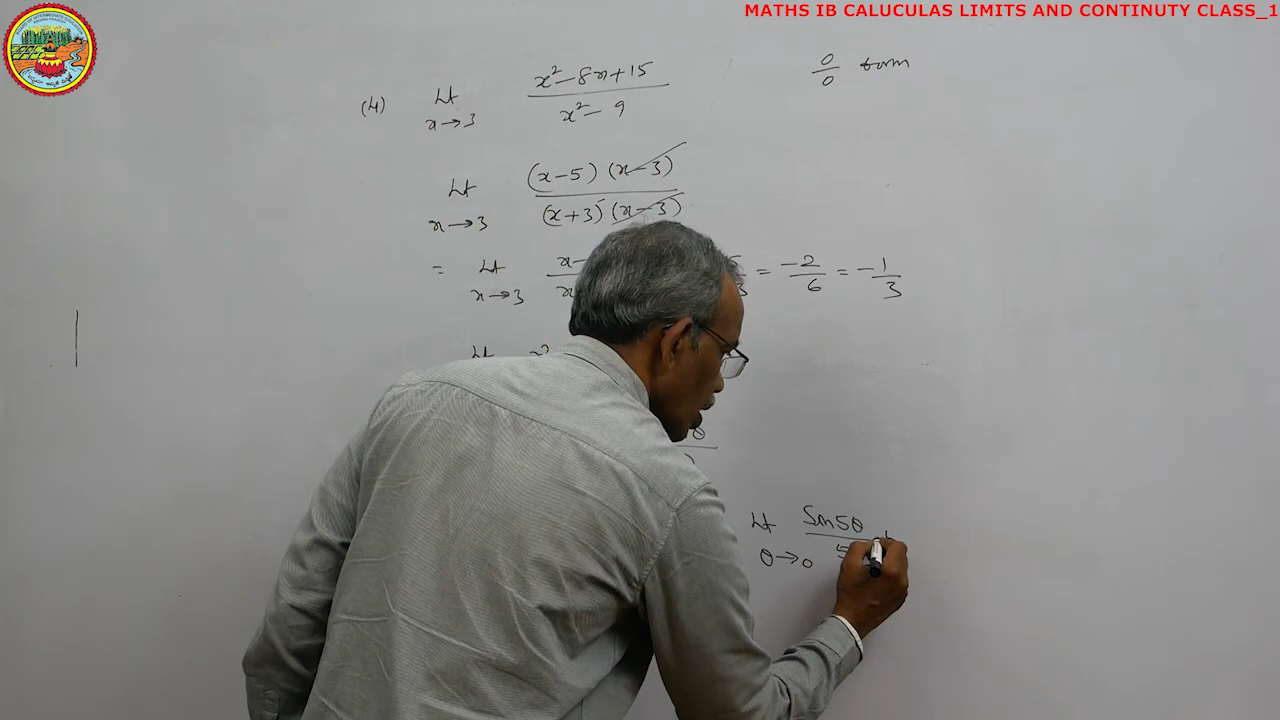 MATHS IB CALUCULAS LIMITS AND CONTINUTY CLASS_1
(4) Lt x→3 x²-8x+15 / x²-9
0/0 form
Lt x→3 (x-5)(x-3) / (x+3)(x-3)
= Lt x→3 = -2/6 = -1/3
Lt
θ
Lt θ→0 Sin5θ / 5